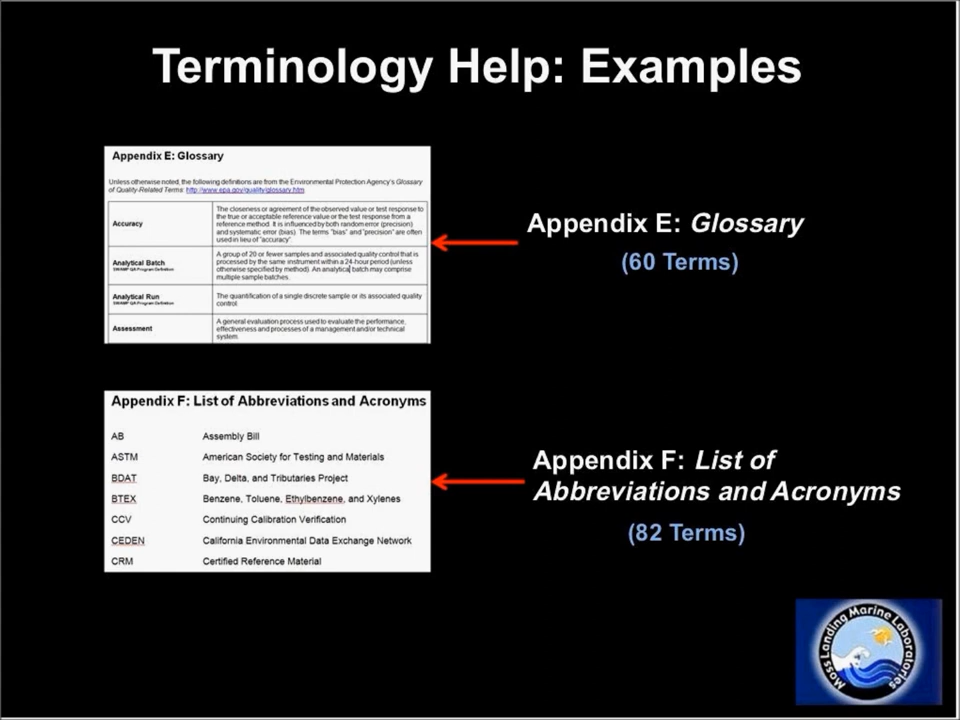 Terminology Help: Examples
Appendix E: Glossary
Unless otherwise noted, the following definitions are from the Environmental Protection Agency's Glossary
of Quality-Related Terms: http://www.epa.gov/quality/glossary.htm
Accuracy
The closeness or agreement of the observed value or test response to
the true or acceptable reference value or the test response from a
reference method. It is influenced by both random error (precision)
and systematic error (bias). The terms "bias" and "precision" are often
used in lieu of "accuracy".
Analytical Batch
SWAMP QA Program Definition
A group of 20 or fewer samples and associated quality control that is
processed by the same instrument within a 24-hour period (unless
otherwise specified by method). An analytical batch may comprise
multiple sample batches.
Analytical Run
SWAMP QA Program Definition
The quantification of a single discrete sample or its associated quality
control.
Assessment
A general evaluation process used to evaluate the performance,
effectiveness and processes of a management and/or technical
system.
Appendix E: Glossary
(60 Terms)
Appendix F: List of Abbreviations and Acronyms
AB Assembly Bill
ASTM American Society for Testing and Materials
BDAT Bay, Delta, and Tributaries Project
BTEX Benzene, Toluene, Ethylbenzene, and Xylenes
CCV Continuing Calibration Verification
CEDEN California Environmental Data Exchange Network
CRM Certified Reference Material
Appendix F: List of
Abbreviations and Acronyms
(82 Terms)
Moss Landing Marine Laboratories